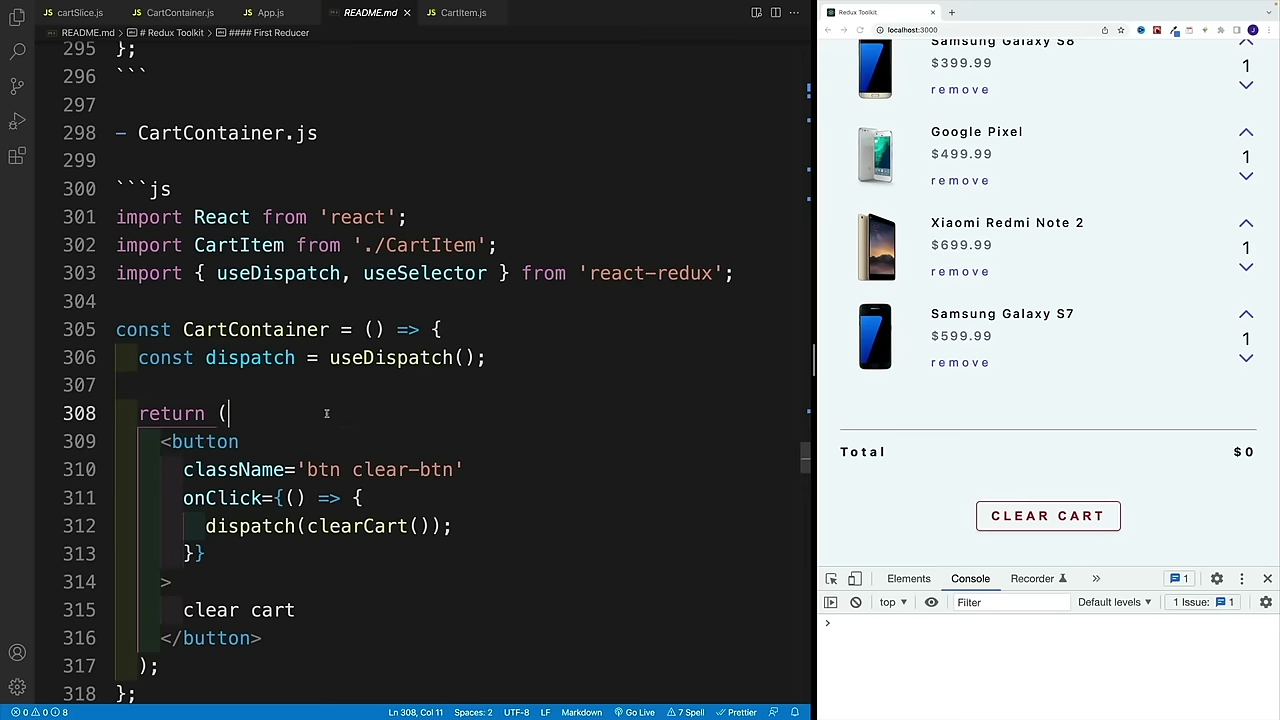 cartSlice.js CartContainer.js App.js README.md CartItem.js
README.md Redux Toolkit #### First Reducer
295 };
296 ```
297
298 - CartContainer.js
299
300 ```js
301 import React from 'react';
302 import CartItem from './CartItem';
303 import { useDispatch, useSelector } from 'react-redux';
304
305 const CartContainer = () => {
306 const dispatch = useDispatch();
307
308 return (
309 <button
310 className='btn clear-btn'
311 onClick={() => {
312 dispatch(clearCart());
313 }}
314 >
315 clear cart
316 </button>
317 );
318 };
0 0 8 Ln 308, Col 11 Spaces: 2 UTF-8 LF Markdown Go Live 7 Spell Prettier
Redux Toolkit
localhost:3000
Samsung Galaxy S8
$399.99
remove
1
Google Pixel
$499.99
remove
1
Xiaomi Redmi Note 2
$699.99
remove
1
Samsung Galaxy S7
$599.99
remove
1
Total $0
CLEAR CART
Elements Console Recorder 1
top Filter Default levels 1 Issue: 1